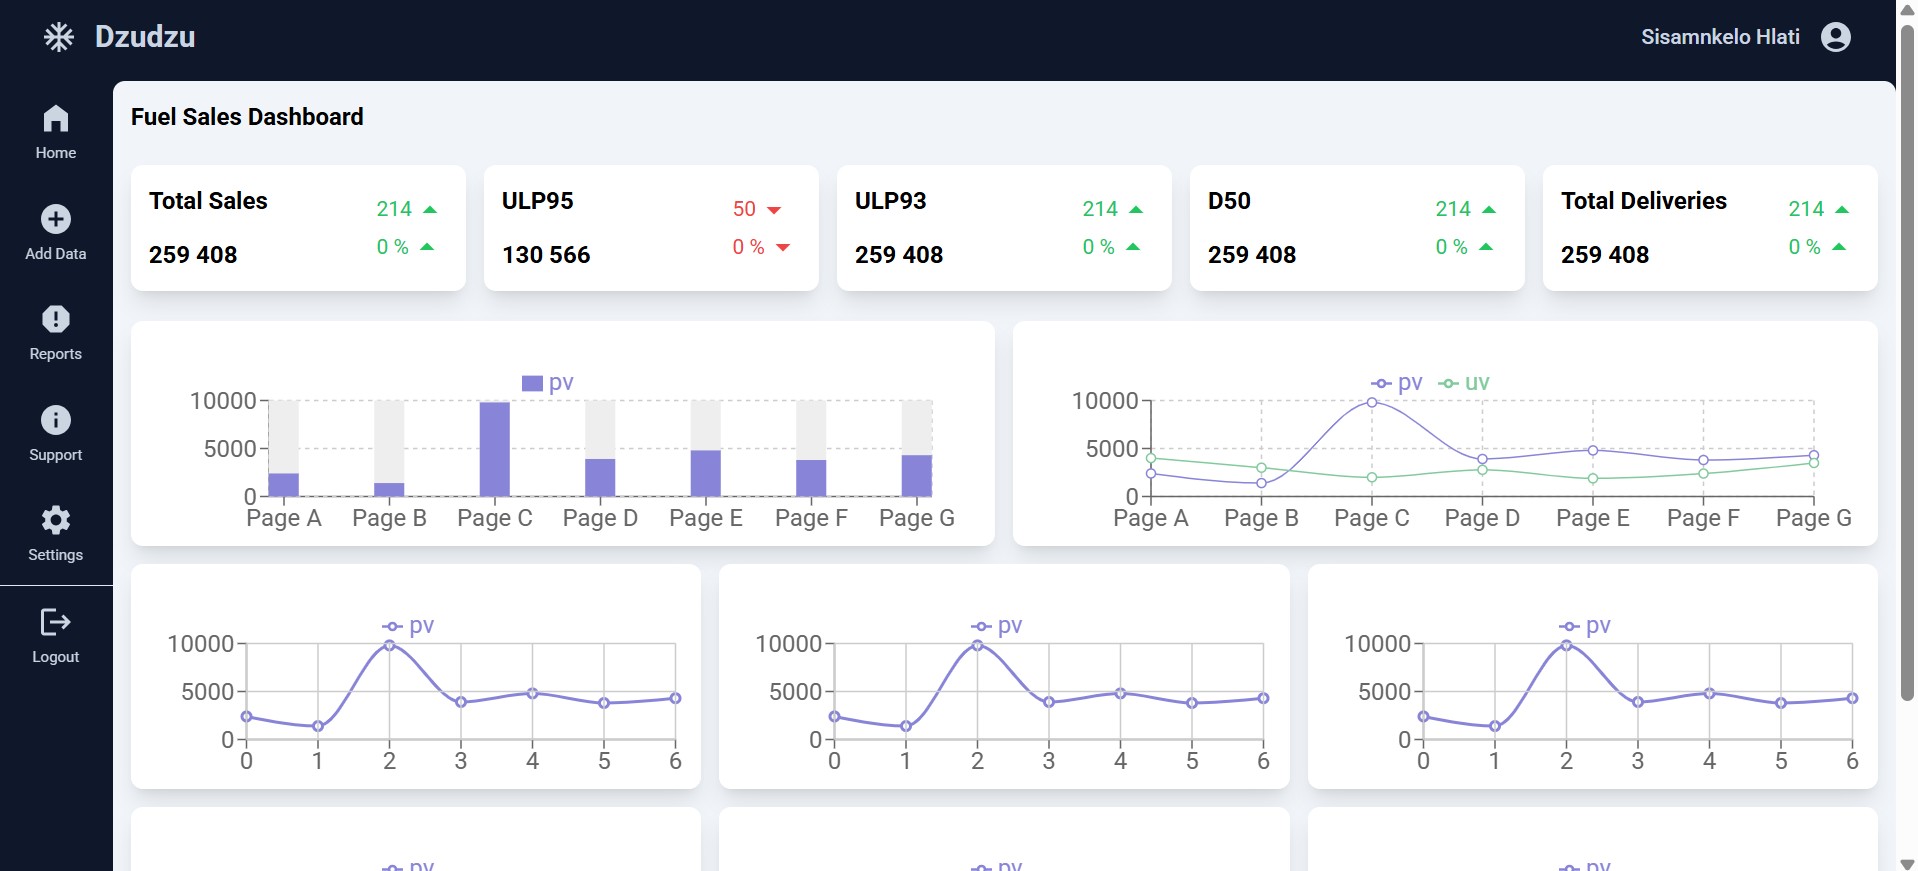 Dzudzu
Sisamnkelo Hlati
Home
Add Data
Reports
Support
Settings
Logout
Fuel Sales Dashboard
Total Sales
214
259 408
0 %
ULP95
50
130 566
0 %
ULP93
214
259 408
0 %
D50
214
259 408
0 %
Total Deliveries
214
259 408
0 %
pv
10000
5000
0
Page A Page B Page C Page D Page E Page F Page G
pv uv
10000
5000
0
Page A Page B Page C Page D Page E Page F Page G
pv
10000
5000
0
0 1 2 3 4 5 6
pv
10000
5000
0
0 1 2 3 4 5 6
pv
10000
5000
0
0 1 2 3 4 5 6
pv
pv
pv